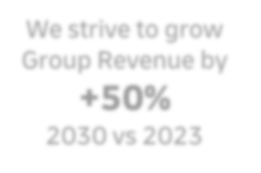 We strive to grow
Group Revenue by
+50%
2030 vs 2023